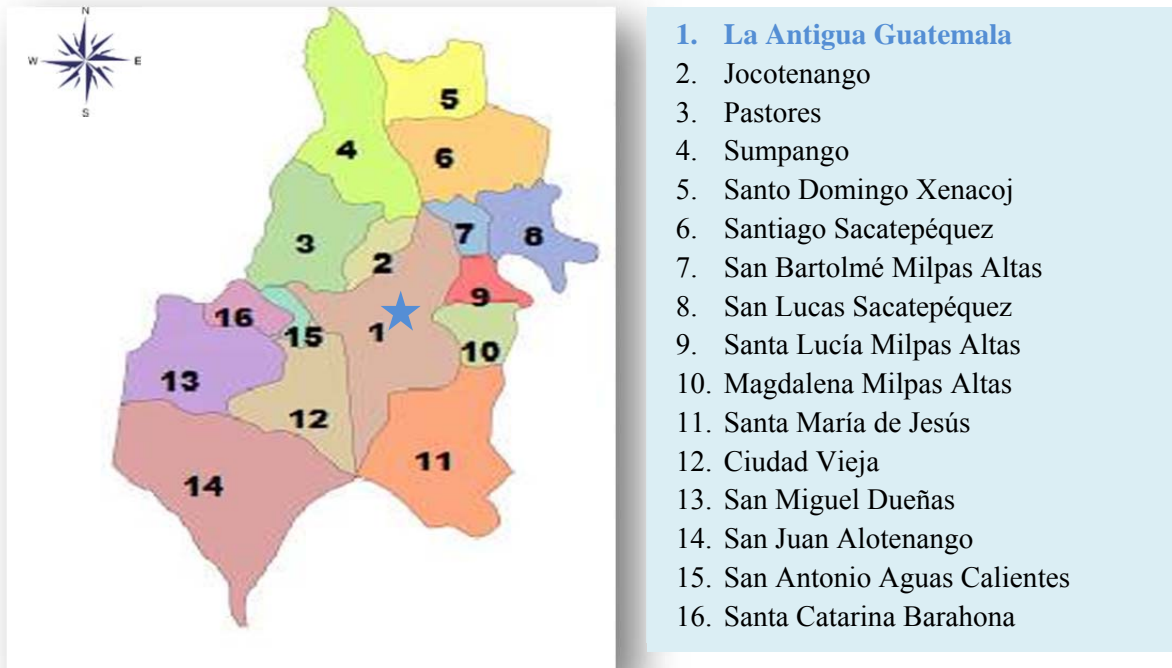 N
W E
S
5
4
6
7
8
3
2
9
16
1
15
10
13
12
11
14
1. La Antigua Guatemala
2. Jocotenango
3. Pastores
4. Sumpango
5. Santo Domingo Xenacoj
6. Santiago Sacatepéquez
7. San Bartolmé Milpas Altas
8. San Lucas Sacatepéquez
9. Santa Lucía Milpas Altas
10. Magdalena Milpas Altas
11. Santa María de Jesús
12. Ciudad Vieja
13. San Miguel Dueñas
14. San Juan Alotenango
15. San Antonio Aguas Calientes
16. Santa Catarina Barahona